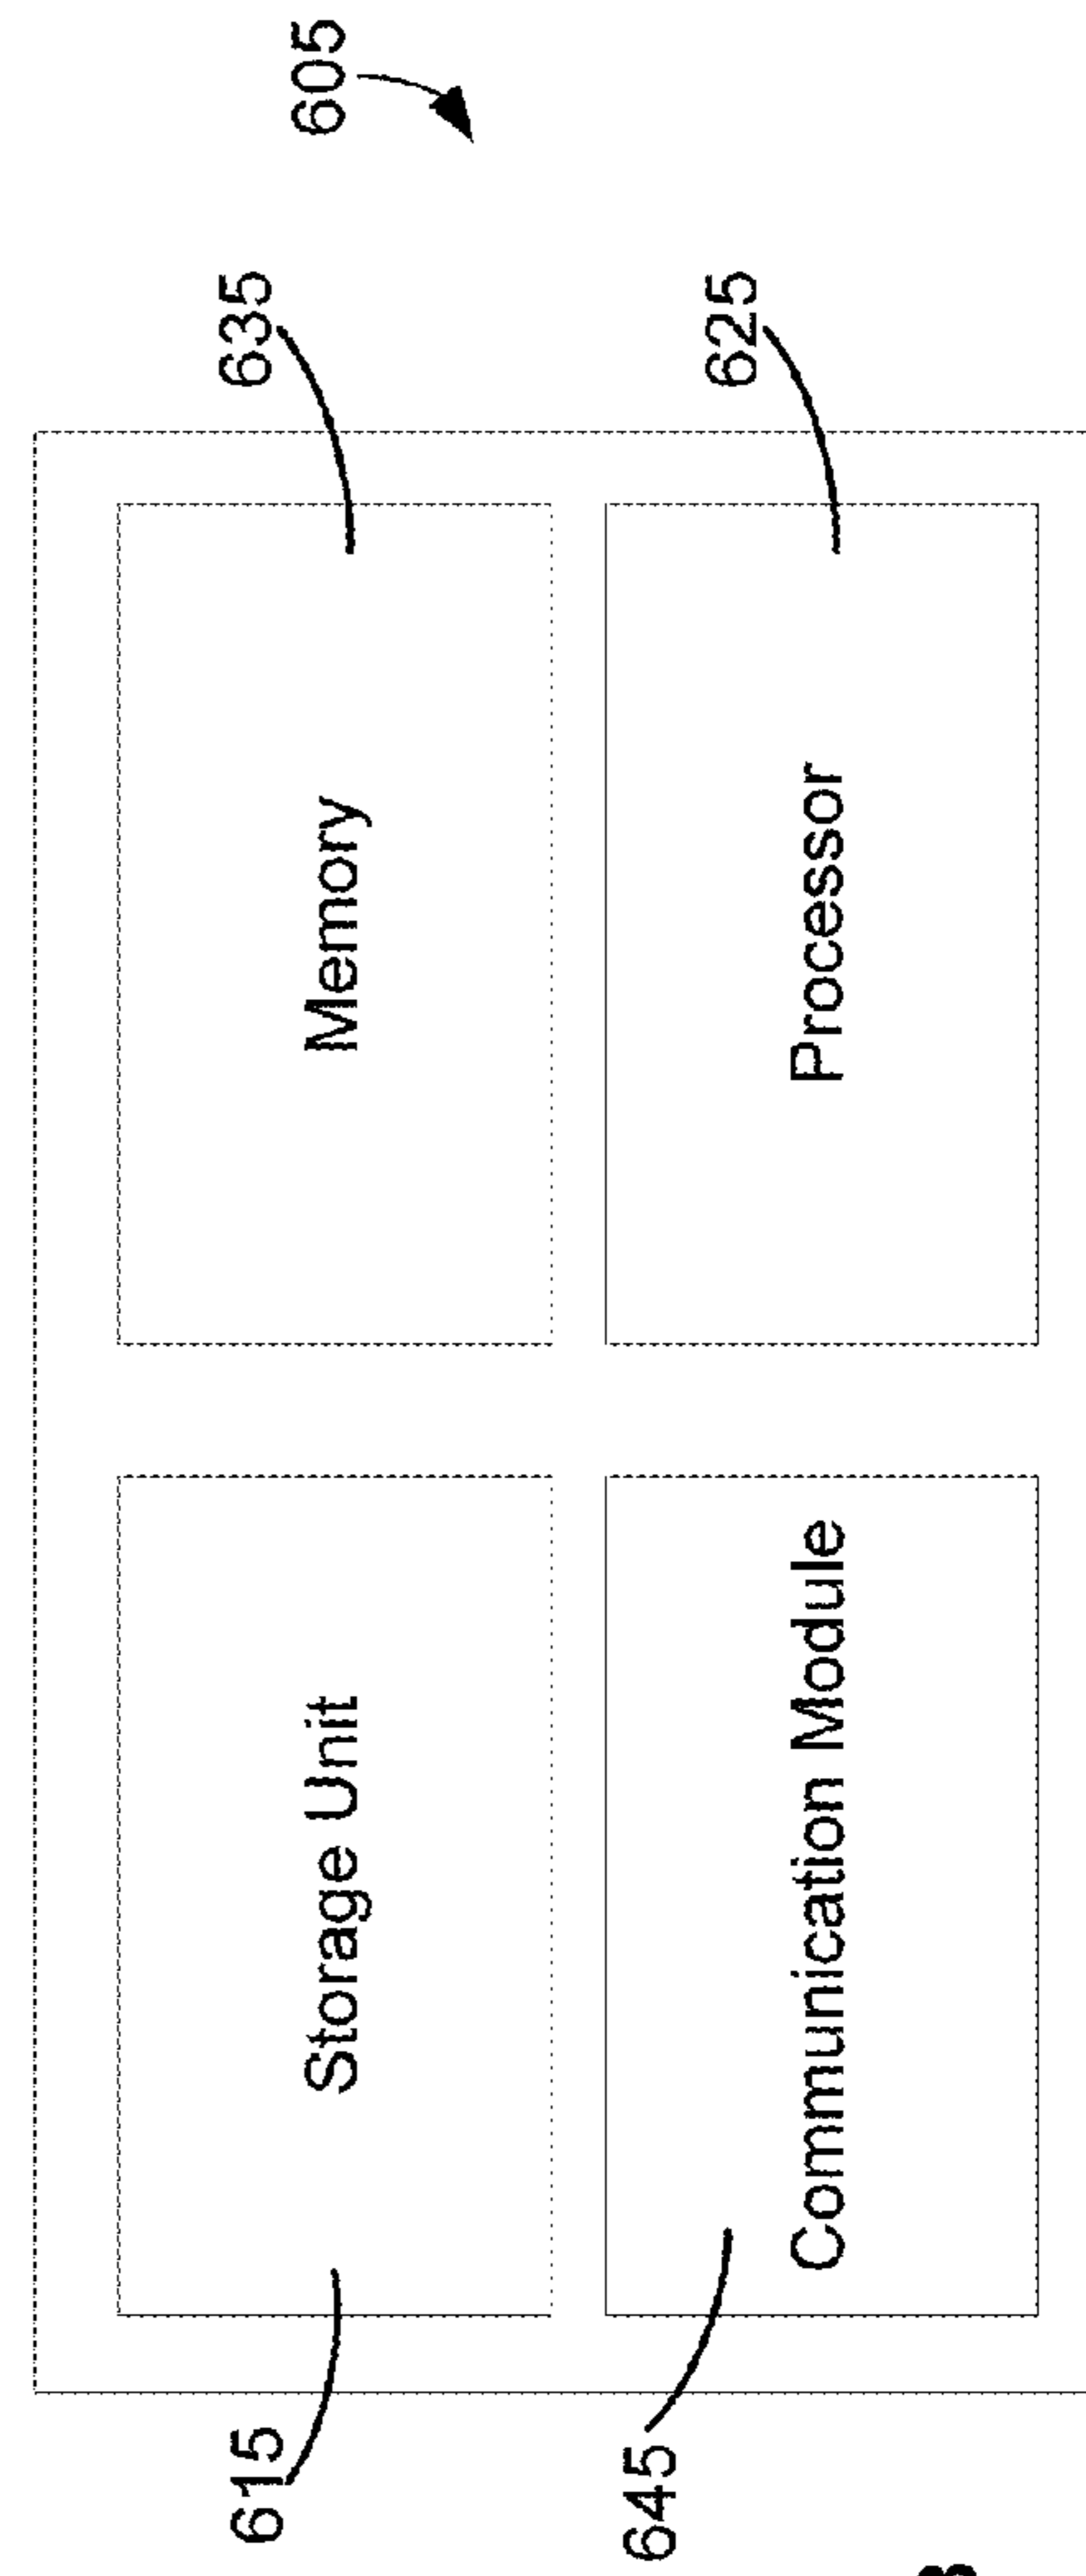 605
615
Storage Unit
Memory
635
645
Communication Module
Processor
625